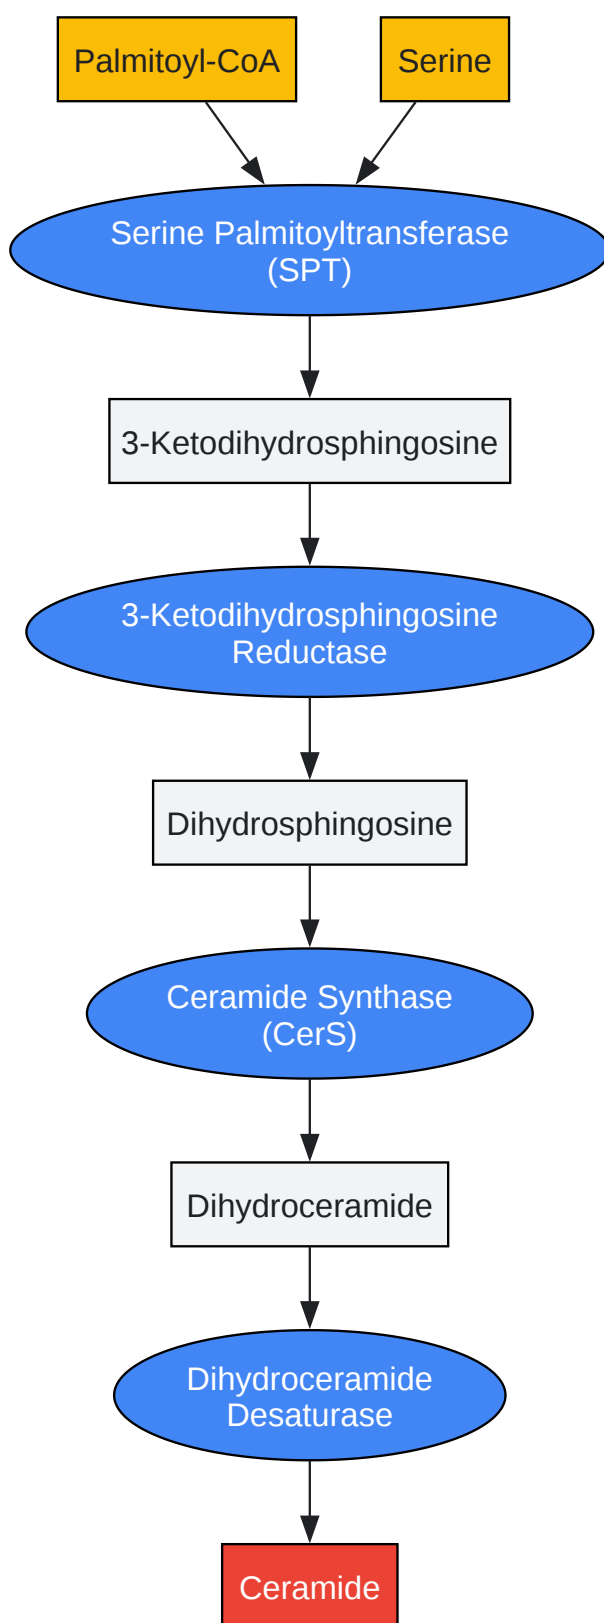 Palmitoyl-CoA
Serine
Serine Palmitoyltransferase
(SPT)
3-Ketodihydrosphingosine
3-Ketodihydrosphingosine
Reductase
Dihydrosphingosine
Ceramide Synthase
(CerS)
Dihydroceramide
Dihydroceramide
Desaturase
Ceramide